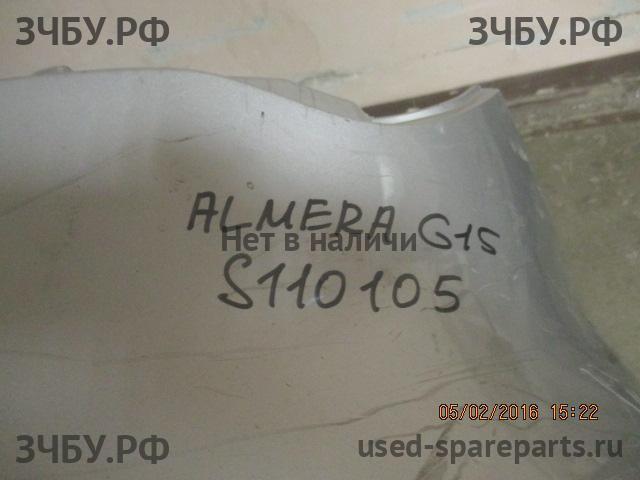 ЗЧБУ.РФ ЗЧБУ.РФ
ALMERA G15
Нет в наличи
S110105
05/02/2016 15:22
ЗЧБУ.РФ used-spareparts.ru